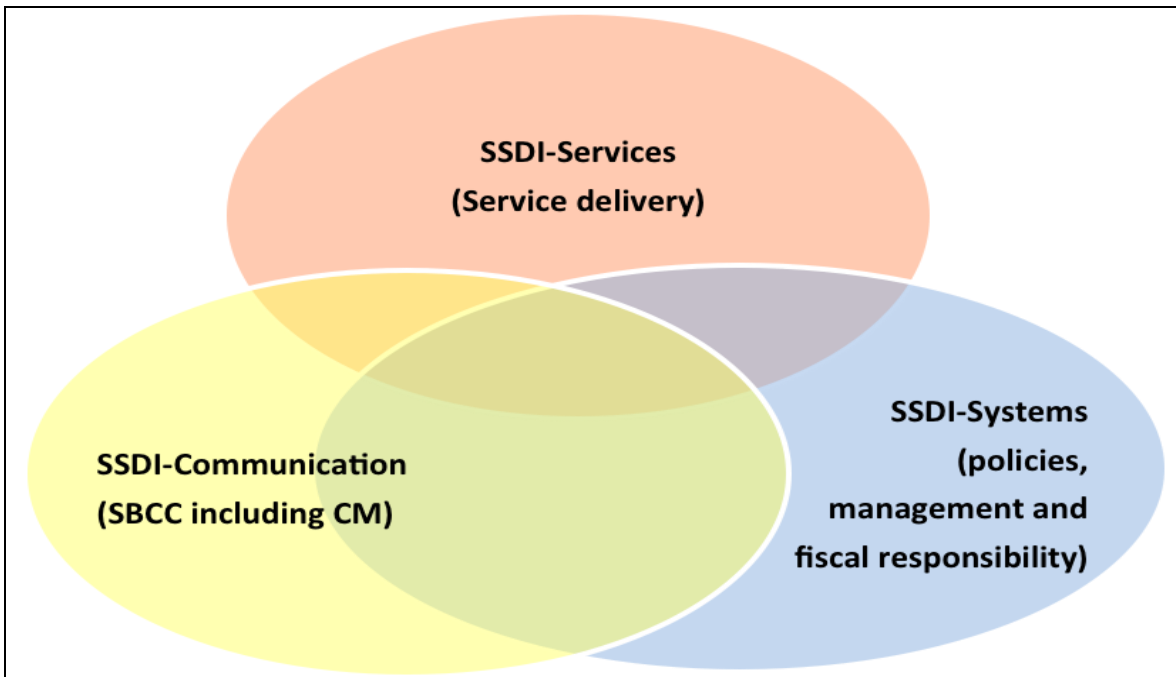 SSDI-Services
(Service delivery)
SSDI-Communication
(SBCC including CM)
SSDI-Systems
(policies,
management and
fiscal responsibility)